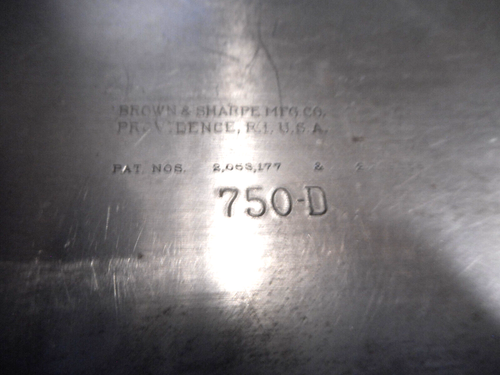 BROWN & SHARPE MFG. CO.
PROVIDENCE, R.I. U.S.A.
PAT. NOS. 2,053,177 &
750-D